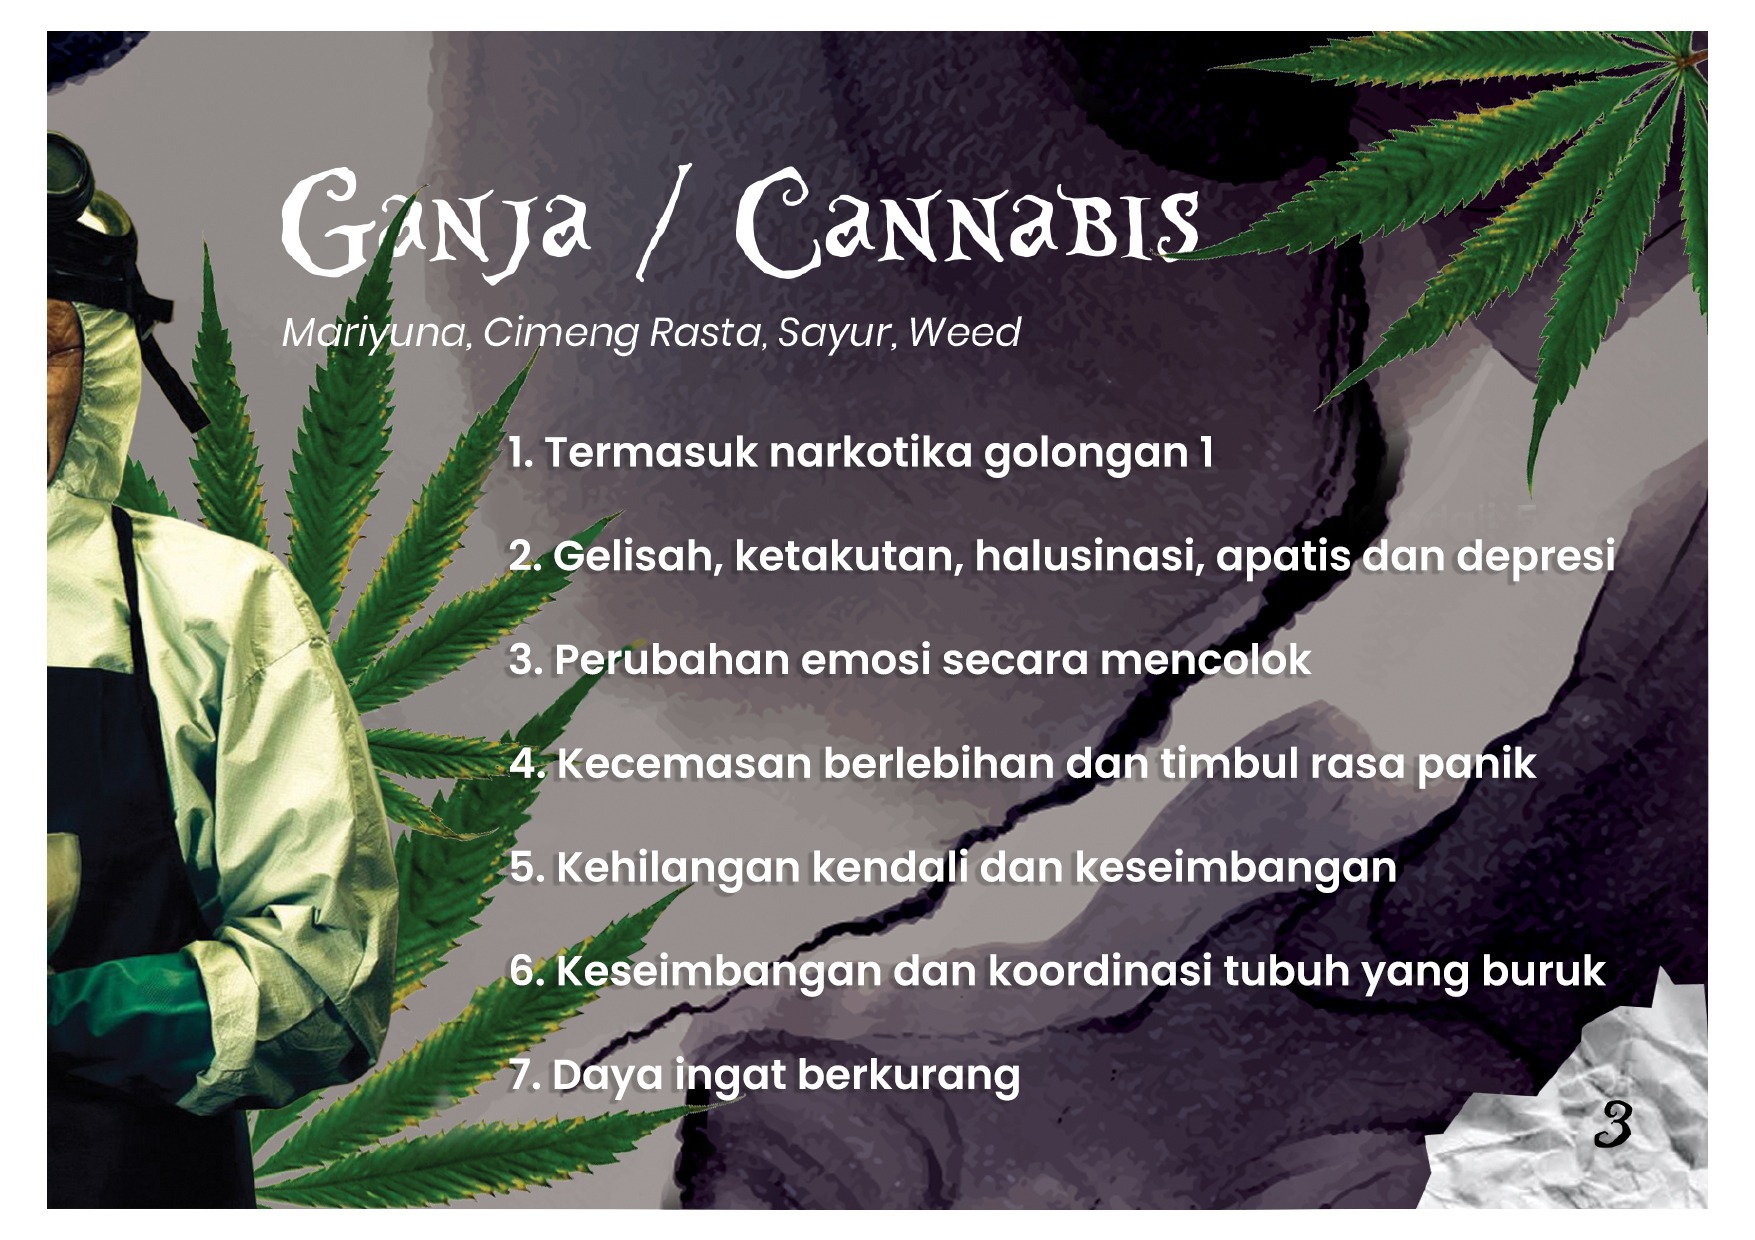 Ganja / Cannabis
Mariyuna, Cimeng Rasta, Sayur, Weed
1. Termasuk narkotika golongan 1
2. Gelisah, ketakutan, halusinasi, apatis dan depresi
3. Perubahan emosi secara mencolok
4. Kecemasan berlebihan dan timbul rasa panik
5. Kehilangan kendali dan keseimbangan
6. Keseimbangan dan koordinasi tubuh yang buruk
7. Daya ingat berkurang
3